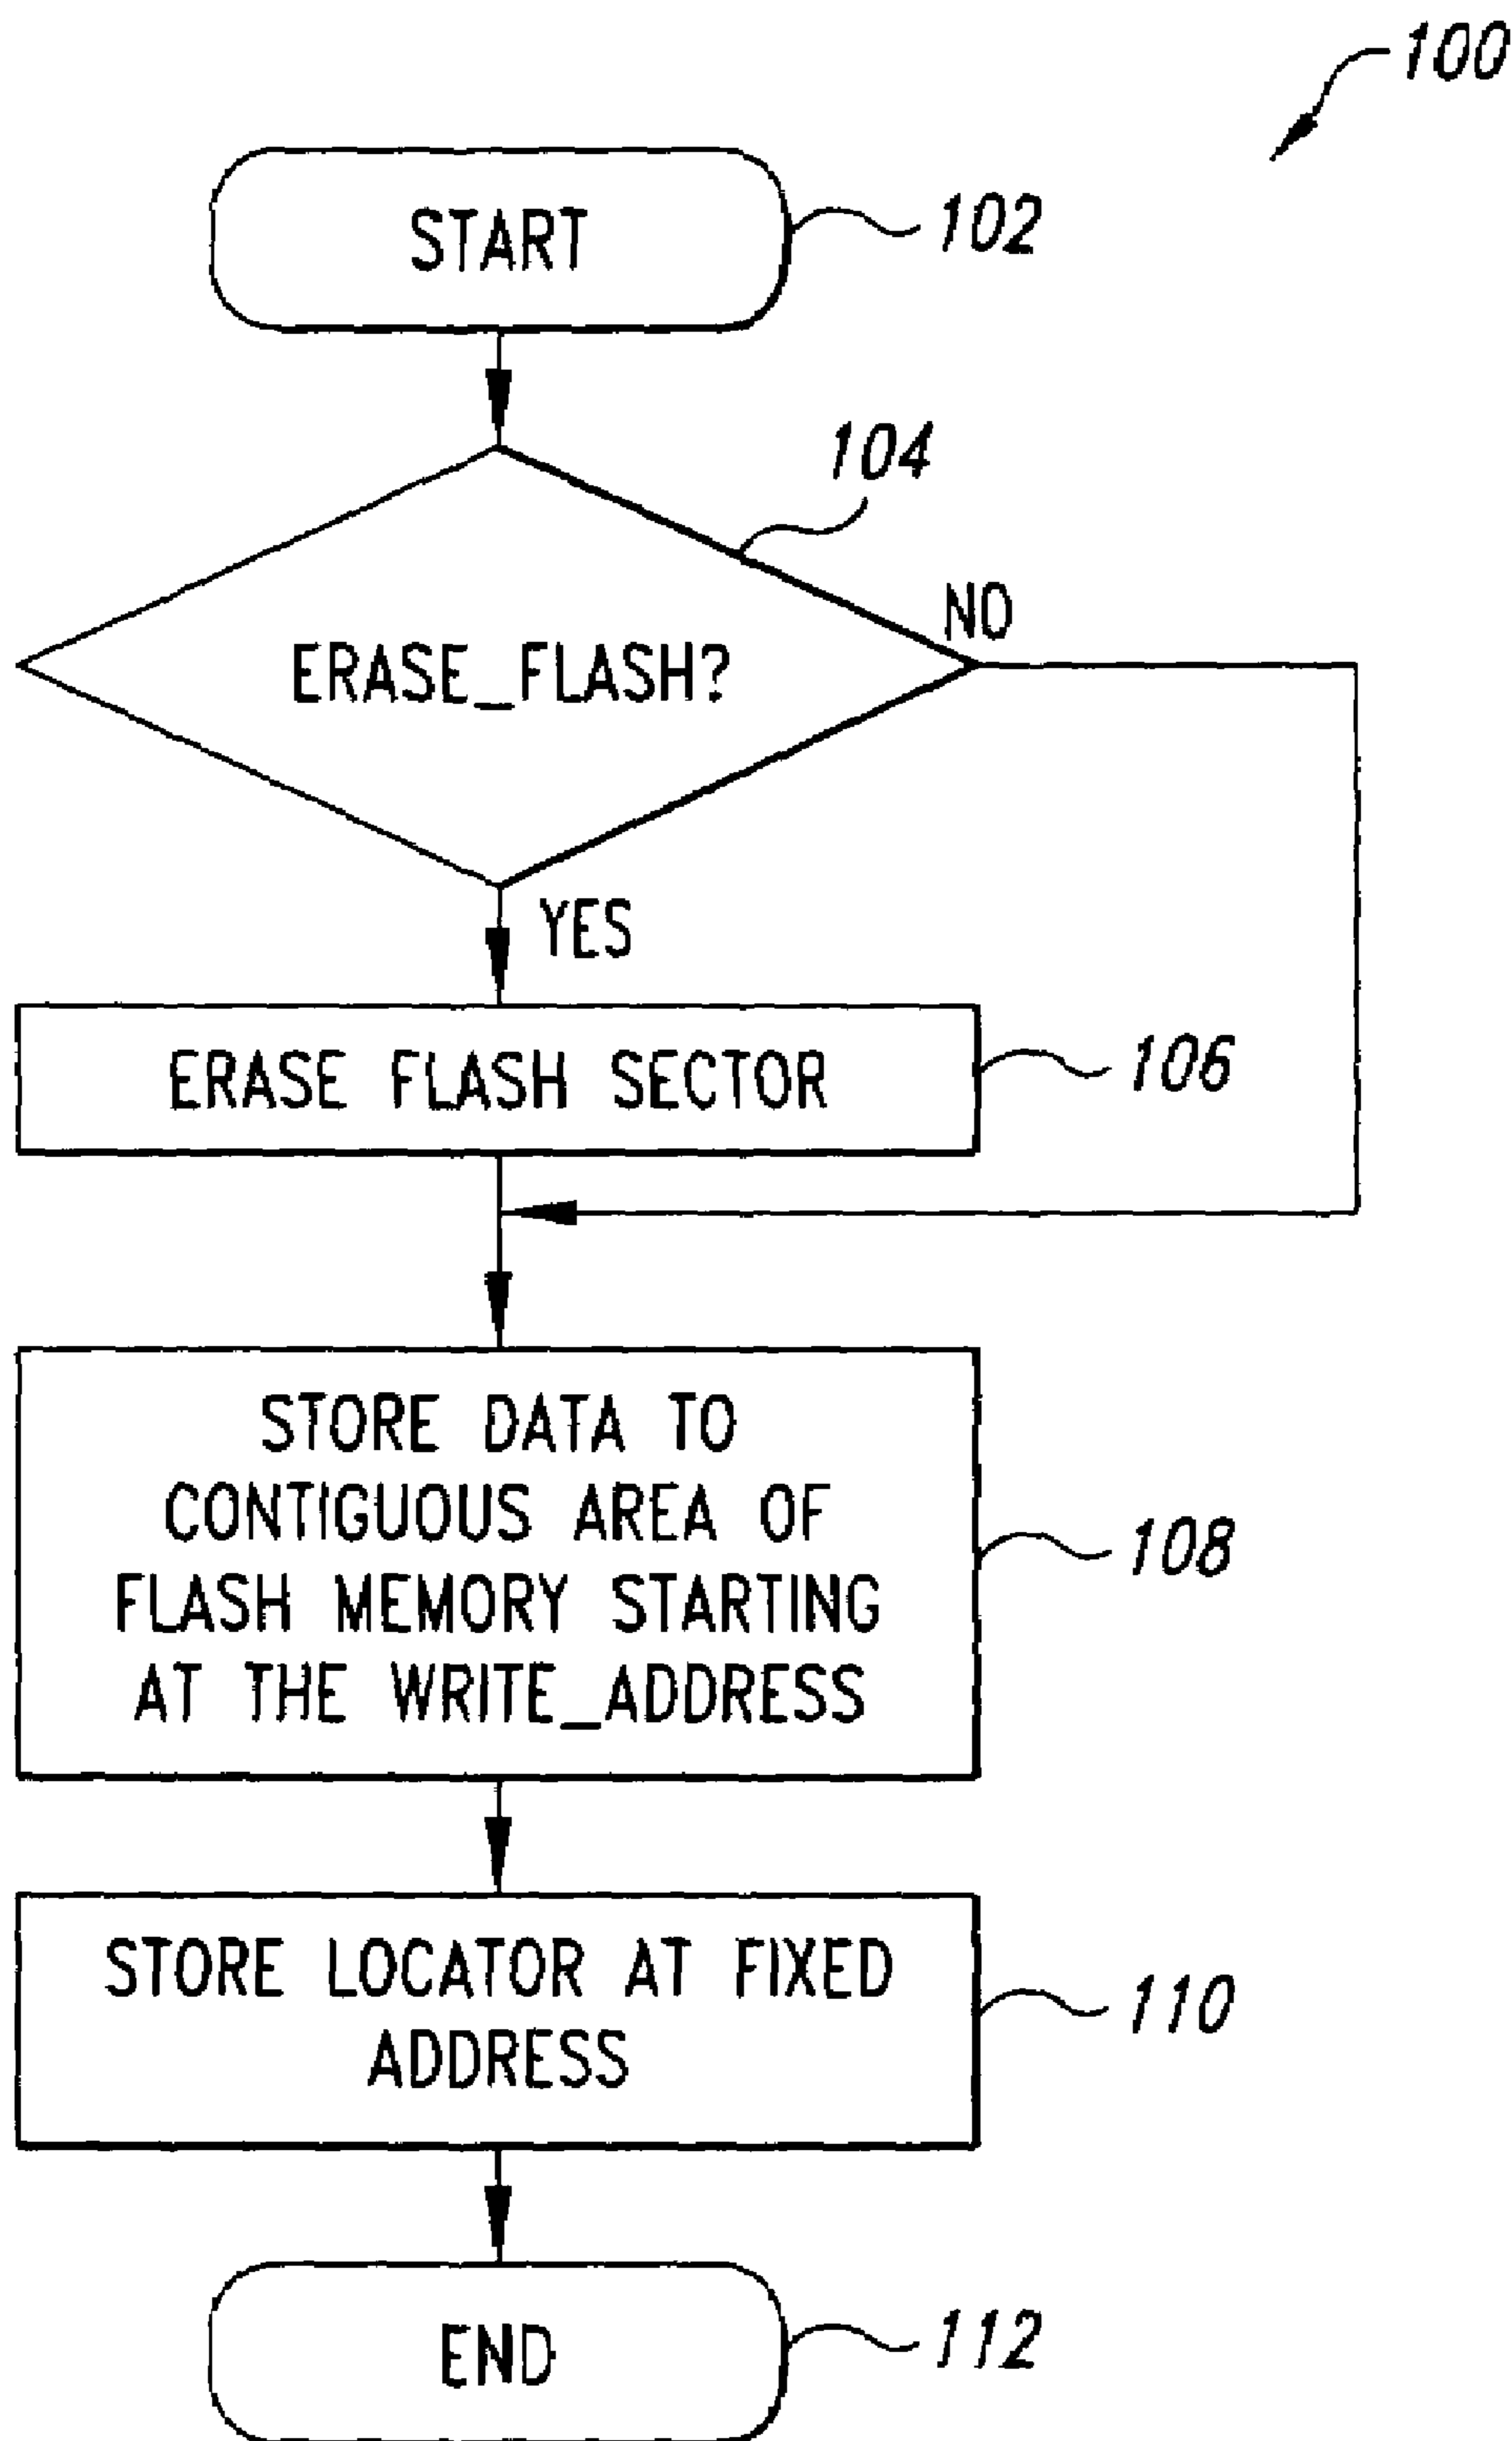 100
START
102
104
NO
ERASE_FLASH?
YES
ERASE FLASH SECTOR
106
STORE DATA TO
CONTIGUOUS AREA OF
FLASH MEMORY STARTING
AT THE WRITE_ADDRESS
108
STORE LOCATOR AT FIXED
ADDRESS
110
END
112